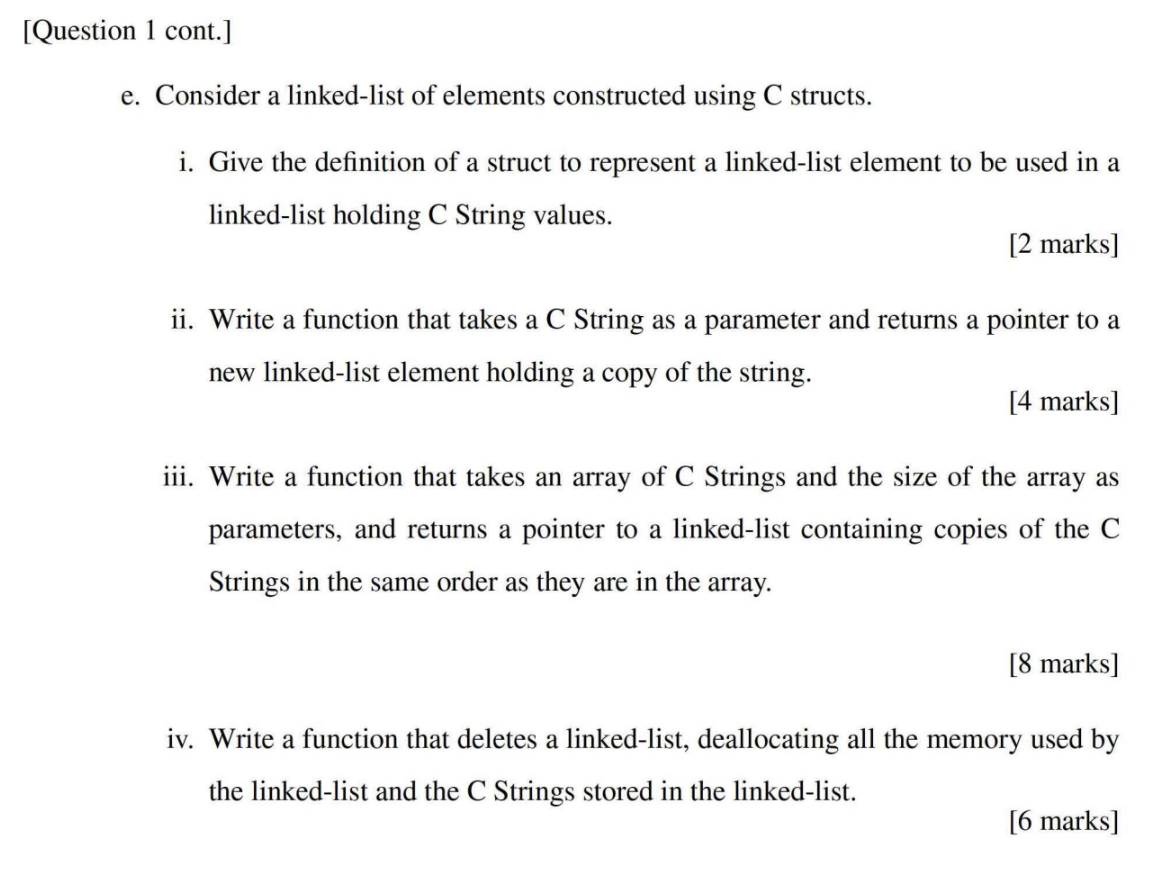 [Question 1 cont.]
e. Consider a linked-list of elements constructed using C structs.
i. Give the definition of a struct to represent a linked-list element to be used in a
linked-list holding C String values.
[2 marks]
ii. Write a function that takes a C String as a parameter and returns a pointer to a
new linked-list element holding a copy of the string.
[4 marks]
iii. Write a function that takes an array of C Strings and the size of the array as
parameters, and returns a pointer to a linked-list containing copies of the C
Strings in the same order as they are in the array.
[8 marks]
iv. Write a function that deletes a linked-list, deallocating all the memory used by
the linked-list and the C Strings stored in the linked-list.
[6 marks]